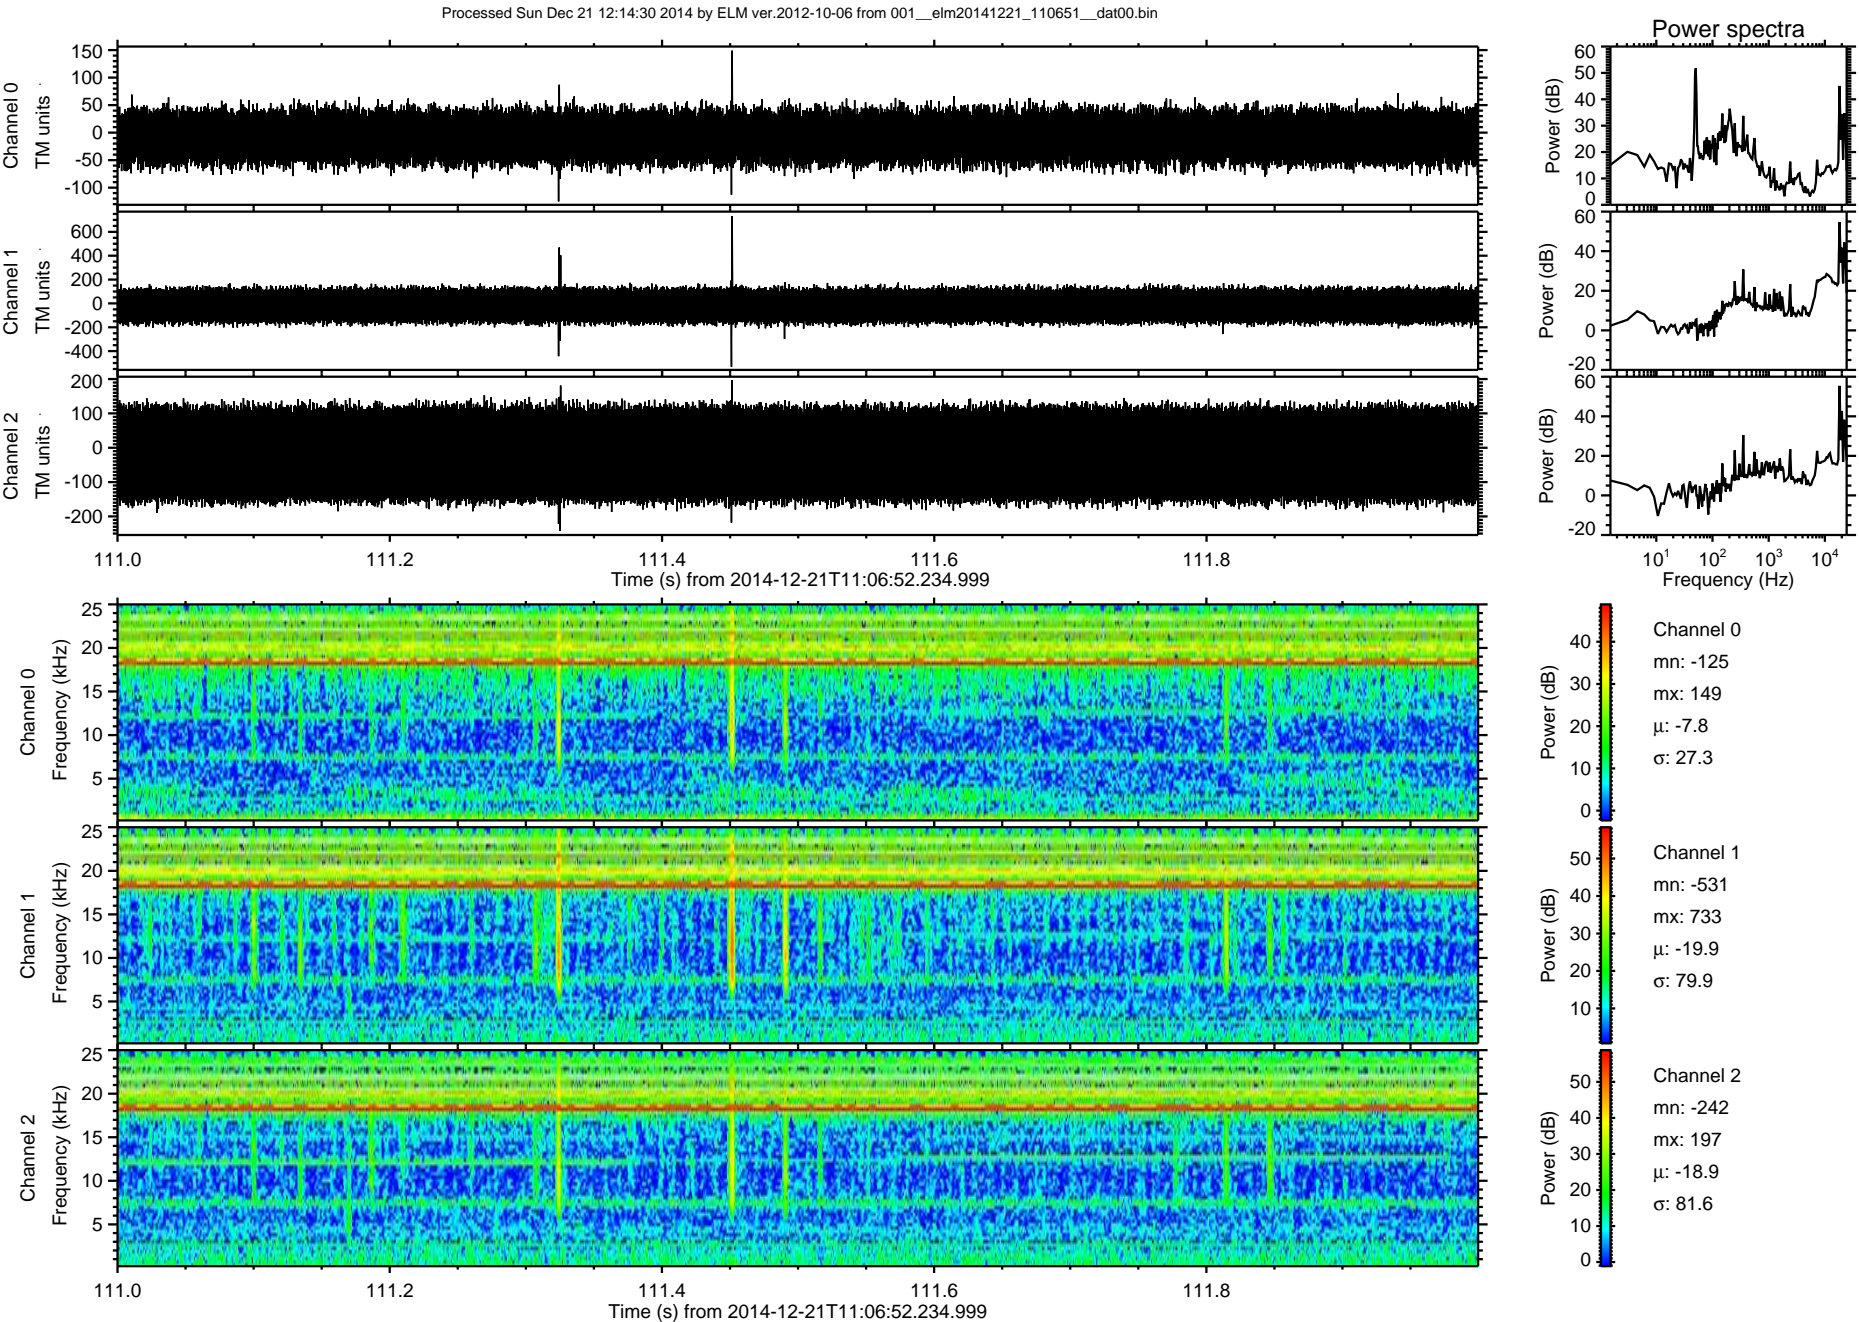 Processed Sun Dec 21 12:14:30 2014 by ELM ver.2012-10-06 from 001__elm20141221_110651__dat00.bin
Power spectra
Channel 0
TM units
150
100
50
0
-50
-100
Power (dB)
60
50
40
30
20
10
0
Channel 1
TM units
600
400
200
0
-200
-400
Power (dB)
60
40
20
0
-20
Channel 2
TM units
200
100
0
-100
-200
Power (dB)
60
40
20
0
-20
111.0 111.2 111.4 111.6 111.8
Time (s) from 2014-12-21T11:06:52.234.999
10^1 10^2 10^3 10^4
Frequency (Hz)
Channel 0
Frequency (kHz)
25
20
15
10
5
Power (dB)
40
30
20
10
0
Channel 0
mn: -125
mx: 149
μ: -7.8
σ: 27.3
Channel 1
Frequency (kHz)
25
20
15
10
5
Power (dB)
50
40
30
20
10
Channel 1
mn: -531
mx: 733
μ: -19.9
σ: 79.9
Channel 2
Frequency (kHz)
25
20
15
10
5
Power (dB)
50
40
30
20
10
0
Channel 2
mn: -242
mx: 197
μ: -18.9
σ: 81.6
111.0 111.2 111.4 111.6 111.8
Time (s) from 2014-12-21T11:06:52.234.999